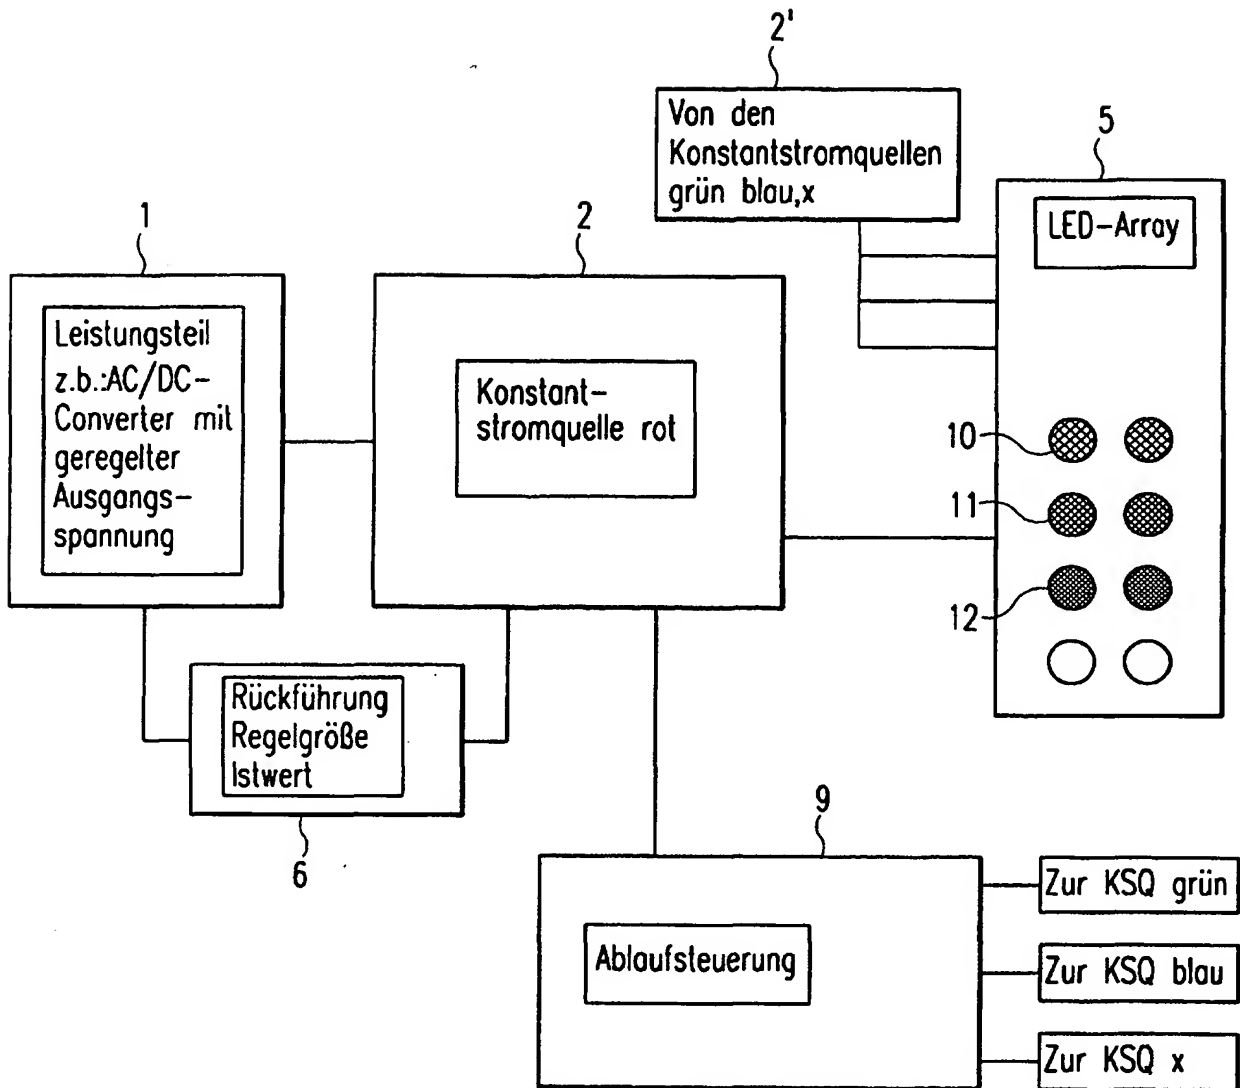 2'
Von den
Konstantstromquellen
grün blau,x
5
LED-Array
1
2
Leistungsteil
z.b.:AC/DC-
Converter mit
geregelter
Ausgangs-
spannung
Konstant-
stromquelle rot
10
11
12
Rückführung
Regelgröße
Istwert
6
9
Ablaufsteuerung
Zur KSQ grün
Zur KSQ blau
Zur KSQ x